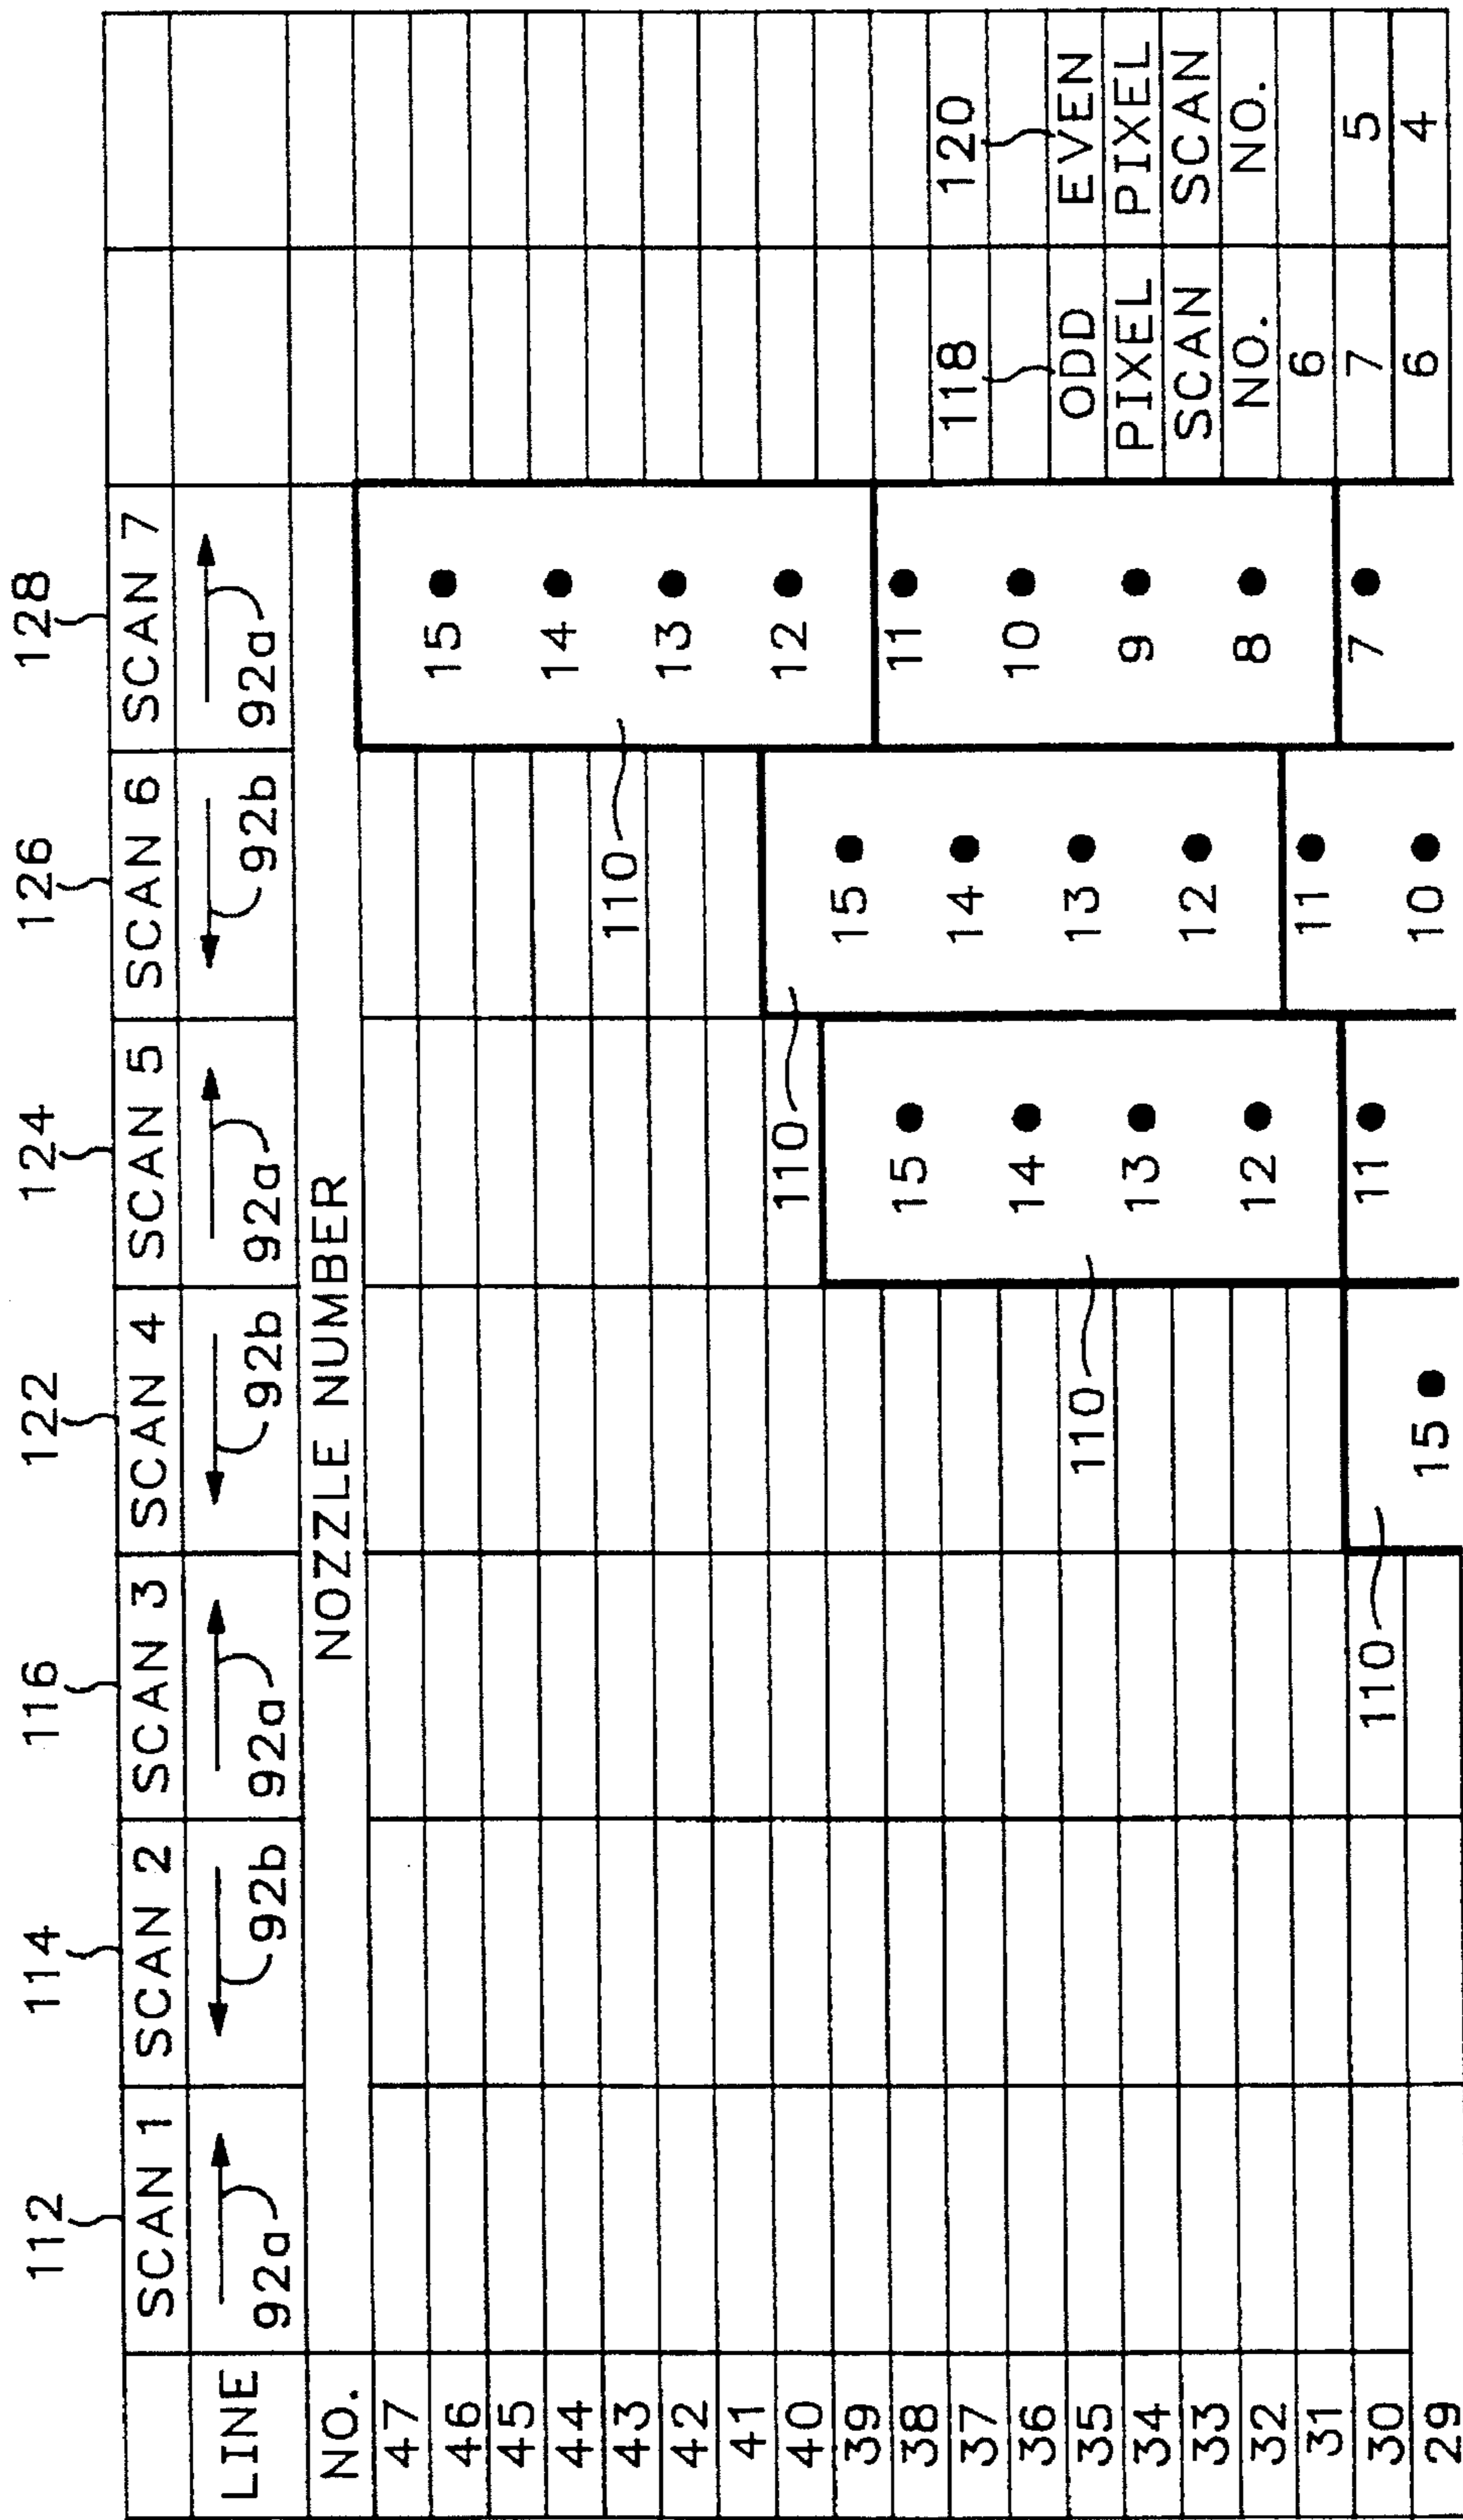 112 114 116 122 124 126 128
SCAN 1 SCAN 2 SCAN 3 SCAN 4 SCAN 5 SCAN 6 SCAN 7
LINE 92a 92b 92a 92b 92a 92b 92a
NO. NOZZLE NUMBER
47
46 15
45
44 14
43 110
42 13
41
40 110 12
39 15
38 15 11
37 14 118 120
36 14 10
35 110 13 ODD EVEN
34 13 9 PIXEL PIXEL
33 12 SCAN SCAN
32 12 8 NO. NO.
31 11 6
30 110 11 7 7 5
29 15 10 6 4